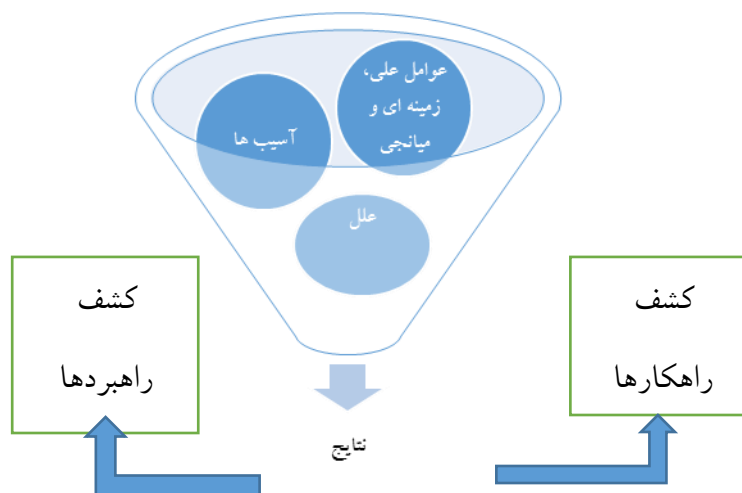 عوامل علی،
زمینه ای و
میانجی
آسیب ها
علل
کشف
راهکارها
کشف
راهبردها
نتایج